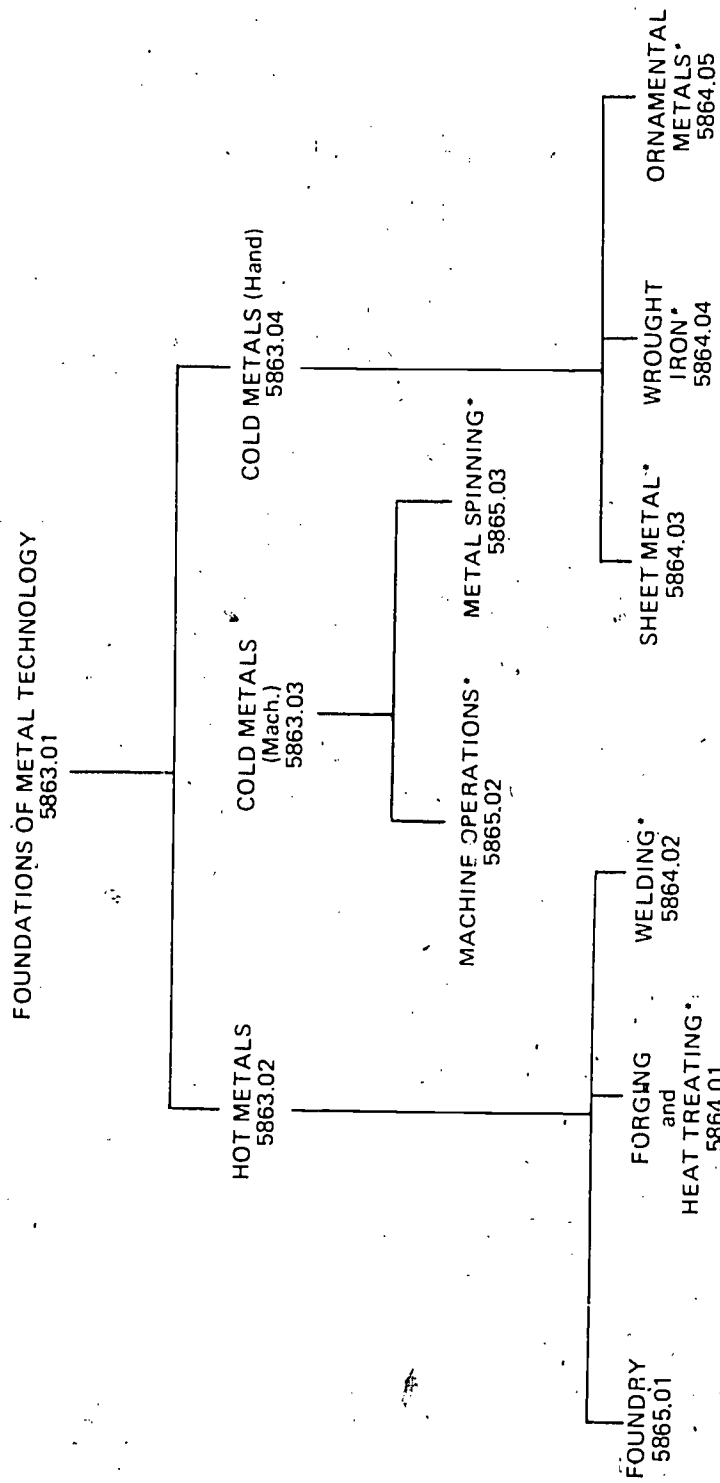 FOUNDATIONS OF METAL TECHNOLOGY
5863.01
HOT METALS
5863.02
COLD METALS
(Mach.)
5863.03
COLD METALS (Hand)
5863.04
MACHINE OPERATIONS*
5865.02
METAL SPINNING*
5865.03
FOUNDRY
5865.01
FORGING
and
HEAT TREATING*
5864.01
WELDING*
5864.02
SHEET METAL*
5864.03
WROUGHT
IRON*
5864.04
ORNAMENTAL
METALS*
5864.05